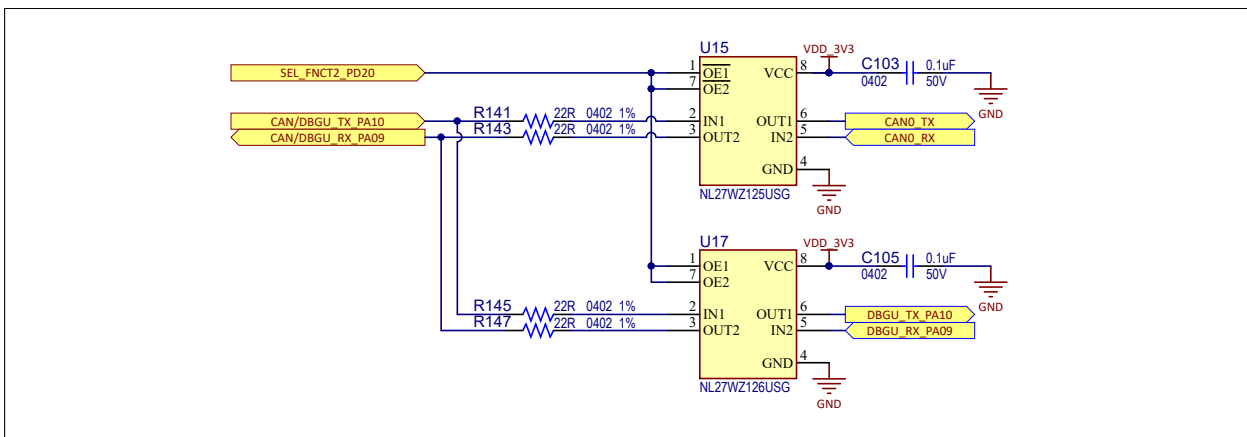 U15
VDD_3V3
SEL_FNCT2_PD20
1 OE1 VCC 8
7 OE2
C103 0.1uF
0402 50V
GND
CAN/DBGU_TX_PA10
R141 22R 0402 1%
2 IN1 OUT1 6
CAN0_TX
CAN/DBGU_RX_PA09
R143 22R 0402 1%
3 OUT2 IN2 5
CAN0_RX
GND 4
NL27WZ125USG
GND
U17
VDD_3V3
1 OE1 VCC 8
7 OE2
C105 0.1uF
0402 50V
GND
R145 22R 0402 1%
2 IN1 OUT1 6
DBGU_TX_PA10
R147 22R 0402 1%
3 OUT2 IN2 5
DBGU_RX_PA09
GND 4
NL27WZ126USG
GND